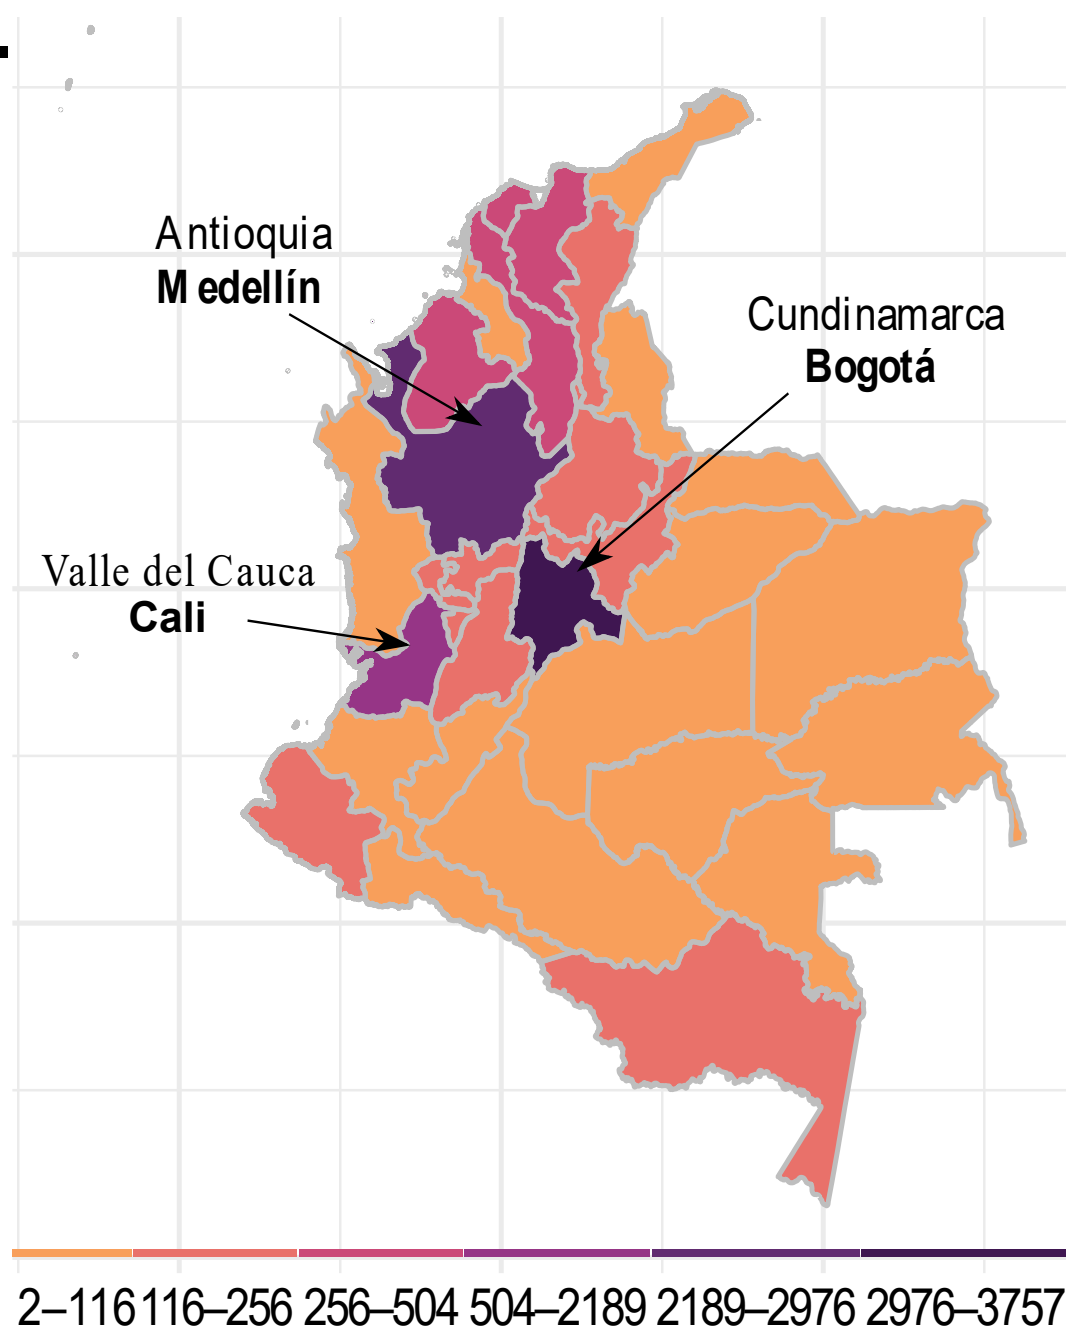 Antioquia
Medellín
Cundinamarca
Bogotá
Valle del Cauca
Cali
2–116 116–256 256–504 504–2189 2189–2976 2976–3757